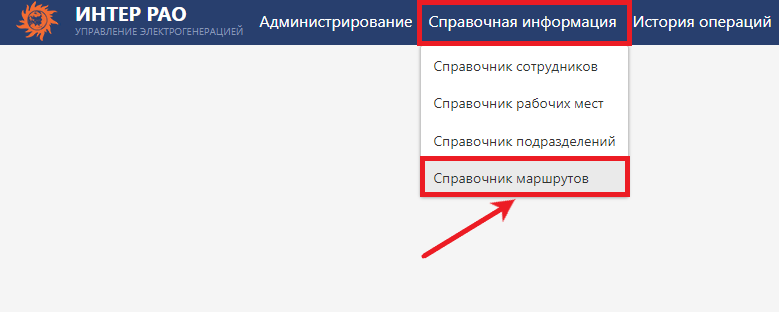 ИНТЕР РАО
УПРАВЛЕНИЕ ЭЛЕКТРОГЕНЕРАЦИЕЙ
Администрирование
Справочная информация
История операций
Справочник сотрудников
Справочник рабочих мест
Справочник подразделений
Справочник маршрутов